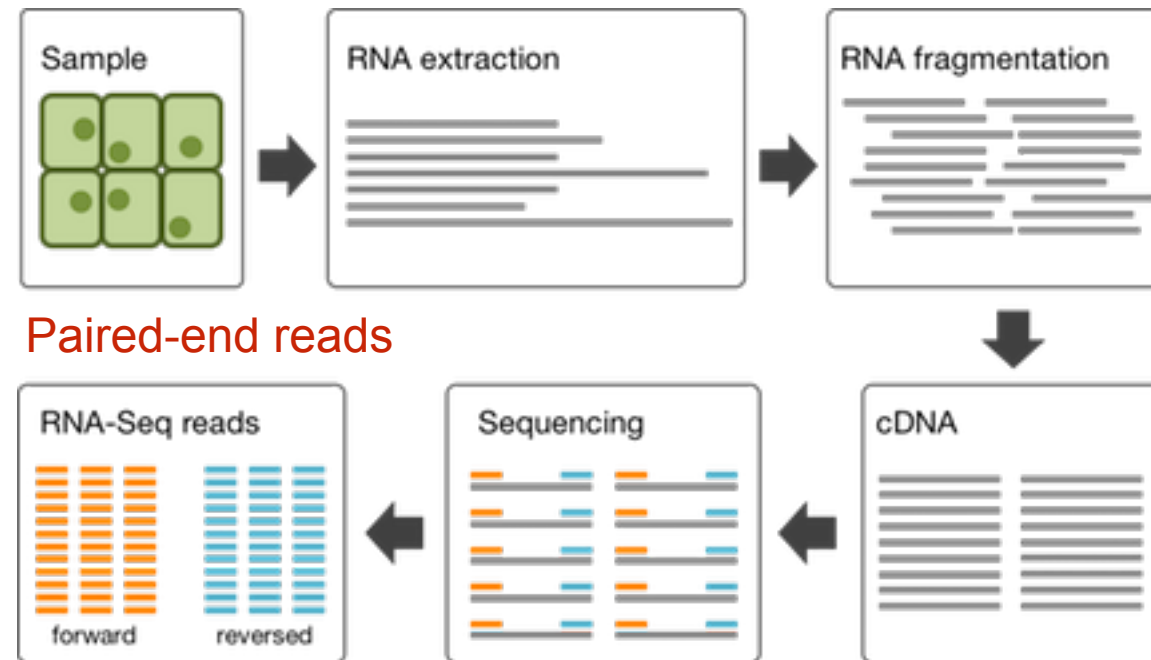 Sample
RNA extraction
RNA fragmentation
Paired-end reads
RNA-Seq reads
Sequencing
cDNA
forward
reversed